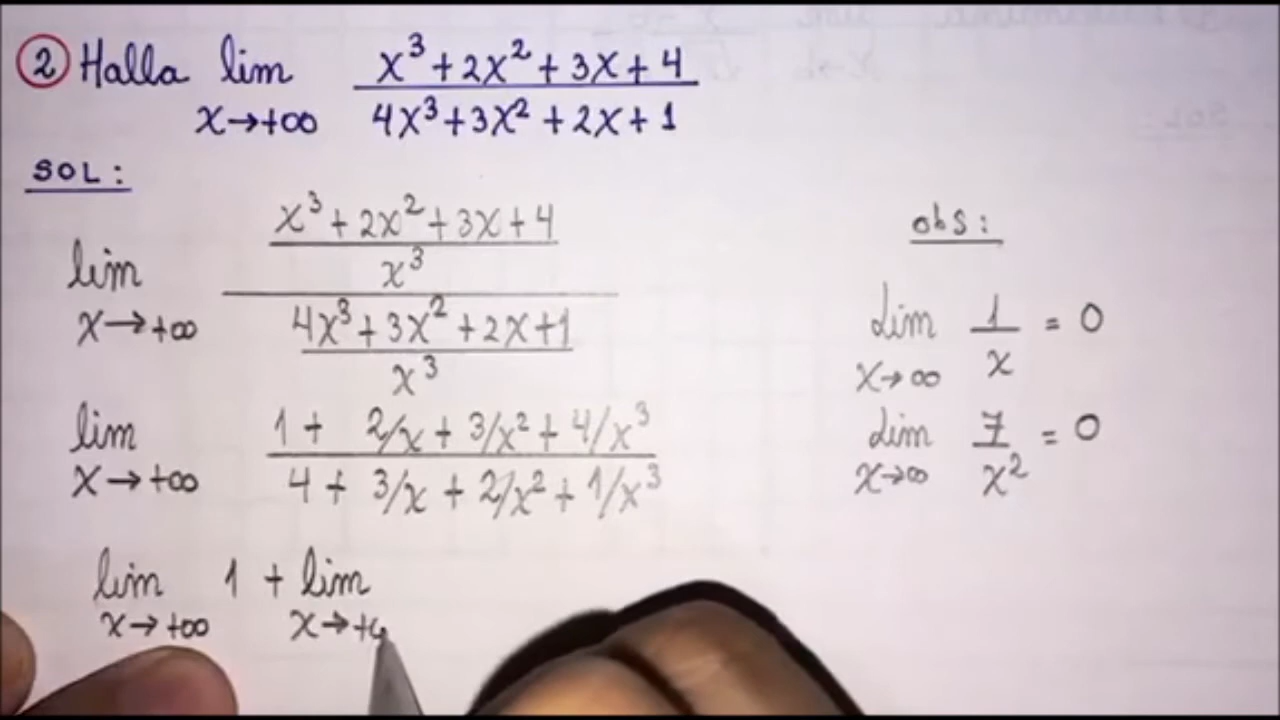 ② Halla lim x³ + 2x² + 3x + 4
x→+∞ 4x³ + 3x² + 2x + 1
SOL:
x³ + 2x² + 3x + 4
lim x³
x→+∞ 4x³ + 3x² + 2x + 1
x³
lim 1 + 2/x + 3/x² + 4/x³
x→+∞ 4 + 3/x + 2/x² + 1/x³
lim 1 + lim
x→+∞ x→+
obs:
Lim 1/x = 0
x→∞
Lim 7/x² = 0
x→∞